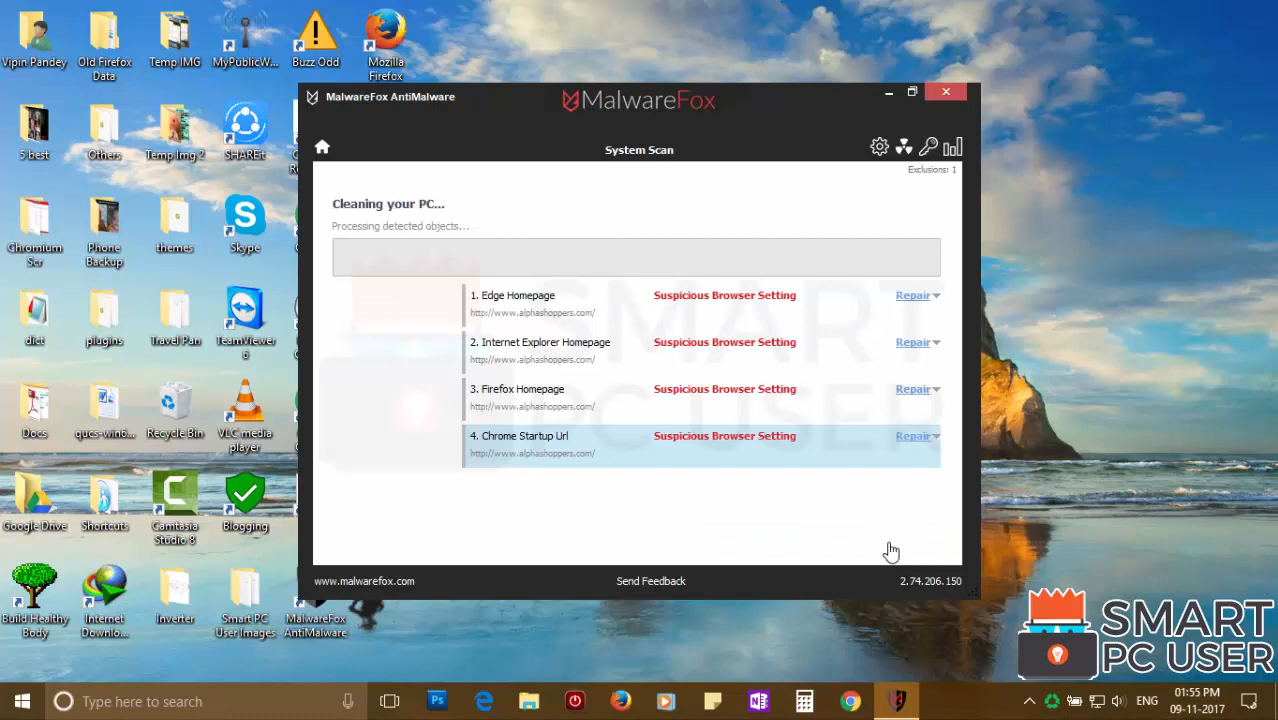 Vipin Pandey
Old Firefox Data
Temp IMG
MyPublicW...
Buzz Odd
Mozilla Firefox
MalwareFox AntiMalware
MalwareFox
System Scan
Exclusions: 1
Cleaning your PC...
Processing detected objects...
1. Edge Homepage
Suspicious Browser Setting
Repair
http://www.alphashoppers.com/
2. Internet Explorer Homepage
Suspicious Browser Setting
Repair
http://www.alphashoppers.com/
3. Firefox Homepage
Suspicious Browser Setting
Repair
http://www.alphashoppers.com/
4. Chrome Startup Url
Suspicious Browser Setting
Repair
http://www.alphashoppers.com/
SMART
PC USER
www.malwarefox.com
Send Feedback
2.74.206.150
5 best
Others
Temp Img 2
SHAREit
Chromium Scr
Phone Backup
themes
Skype
dict
plugins
Travel Pan
TeamViewer 6
Docs
qucs-wind...
Recycle Bin
VLC media player
Google Drive
Shortcuts
Camtasia Studio 8
Blogging
Build Healthy Body
Internet Downlo...
Inverter
Smart PC User Images
MalwareFox AntiMalware
SMART
PC USER
Type here to search
Ps
ENG
01:55 PM
09-11-2017